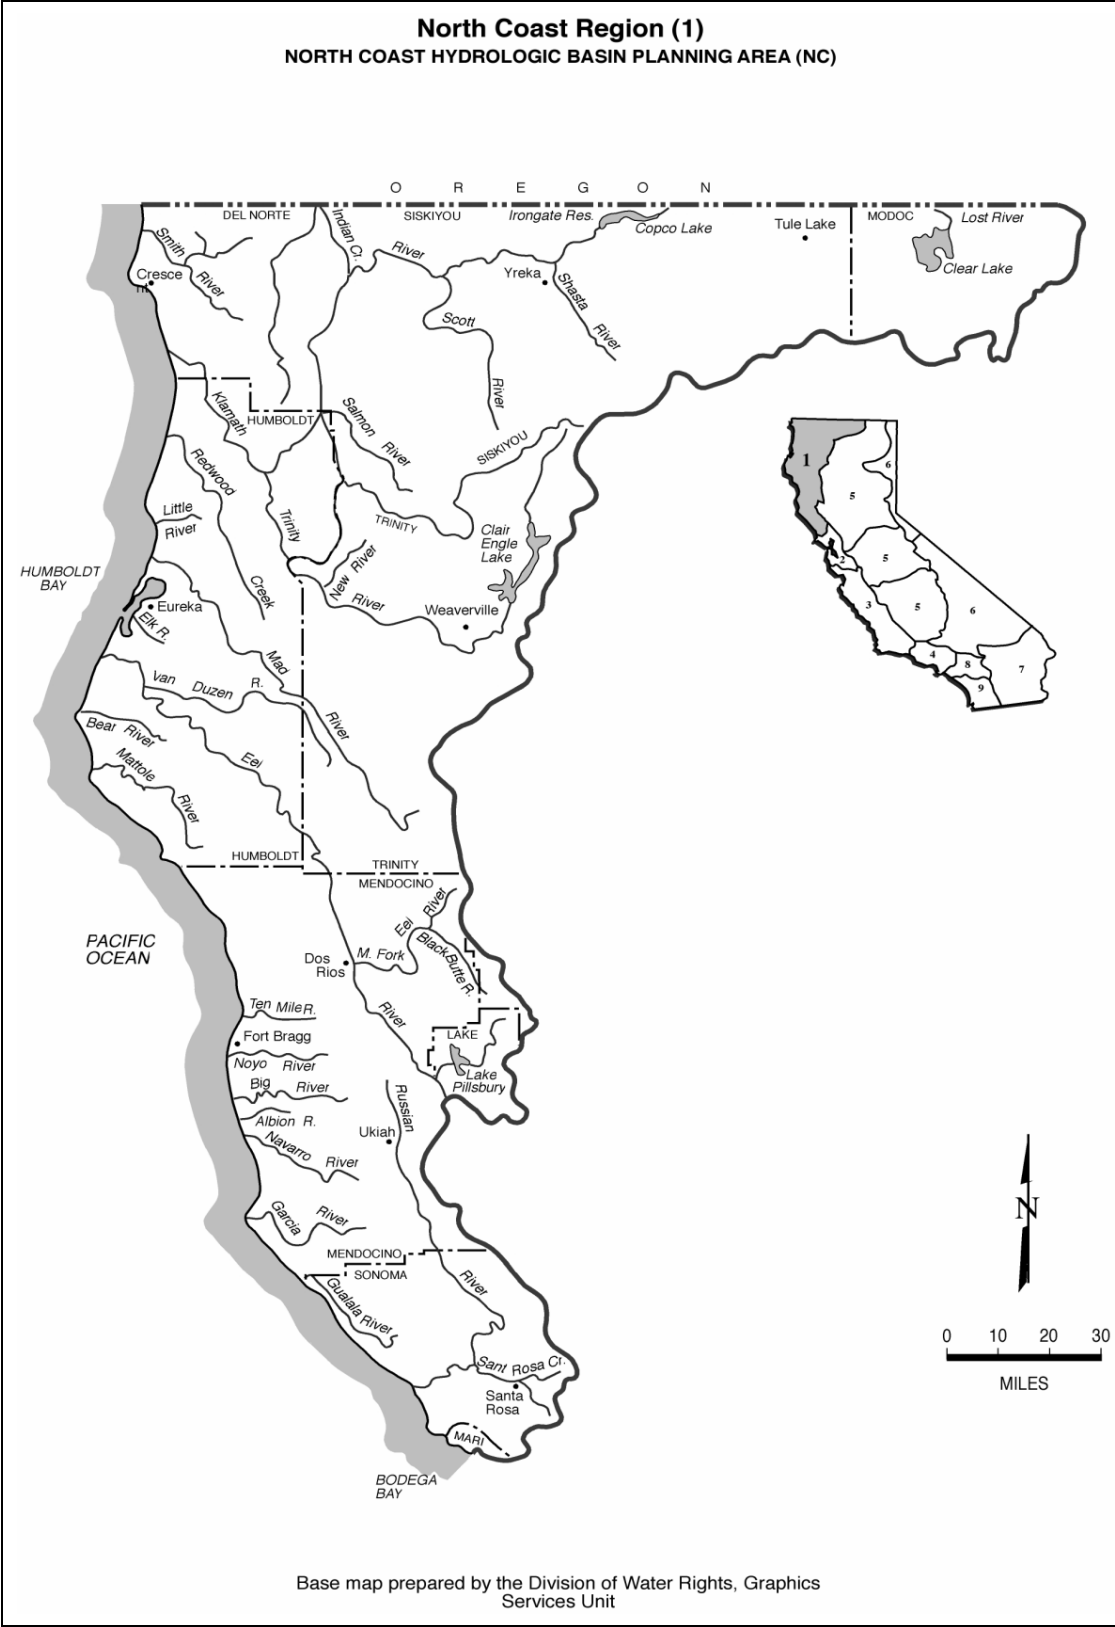 North Coast Region (1)
NORTH COAST HYDROLOGIC BASIN PLANNING AREA (NC)
O R E G O N
DEL NORTE
SISKIYOU
Irongate Res.
MODOC
Lost River
Copco Lake
Tule Lake
Clear Lake
Smith
River
Indian Cr.
River
Cresce
nt
Yreka
Shasta
River
Scott
River
Klamath
HUMBOLDT
Salmon
River
SISKIYOU
Redwood
Creek
Little
River
Trinity
TRINITY
Clair
Engle
Lake
New River
River
Weaverville
HUMBOLDT
BAY
Eureka
Elk R.
Mad
River
Van Duzen R.
Bear River
Mattole
River
Eel
HUMBOLDT
TRINITY
MENDOCINO
Eel River
Black Butte R.
M. Fork
Dos
Rios
River
PACIFIC
OCEAN
Ten Mile R.
Fort Bragg
Noyo River
Big River
Albion R.
Navarro River
LAKE
Lake
Pillsbury
Russian
Ukiah
Garcia River
MENDOCINO
SONOMA
River
Gualala River
Sant Rosa Cr.
Santa
Rosa
MARI
BODEGA
BAY
1
6
5
5
2
3
5
6
4
8
7
9
N
0 10 20 30
MILES
Base map prepared by the Division of Water Rights, Graphics
Services Unit